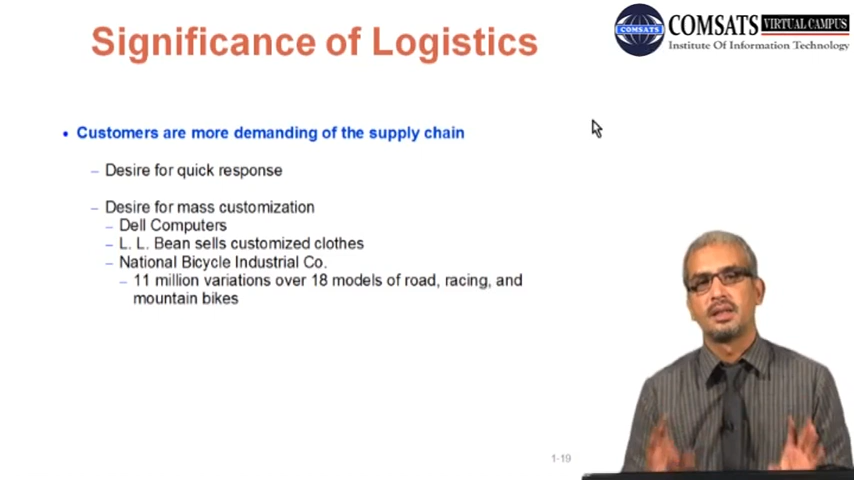 Significance of Logistics
COMSATS
COMSATS VIRTUAL CAMPUS
Institute Of Information Technology
• Customers are more demanding of the supply chain
– Desire for quick response
– Desire for mass customization
– Dell Computers
– L. L. Bean sells customized clothes
– National Bicycle Industrial Co.
– 11 million variations over 18 models of road, racing, and
mountain bikes
1-19